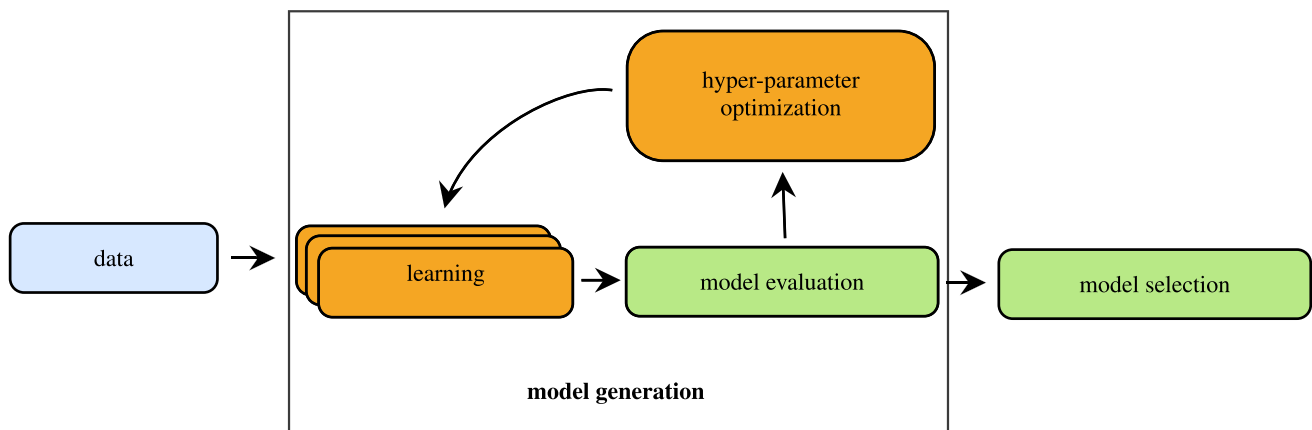 hyper-parameter
optimization
data
learning
model evaluation
model selection
model generation